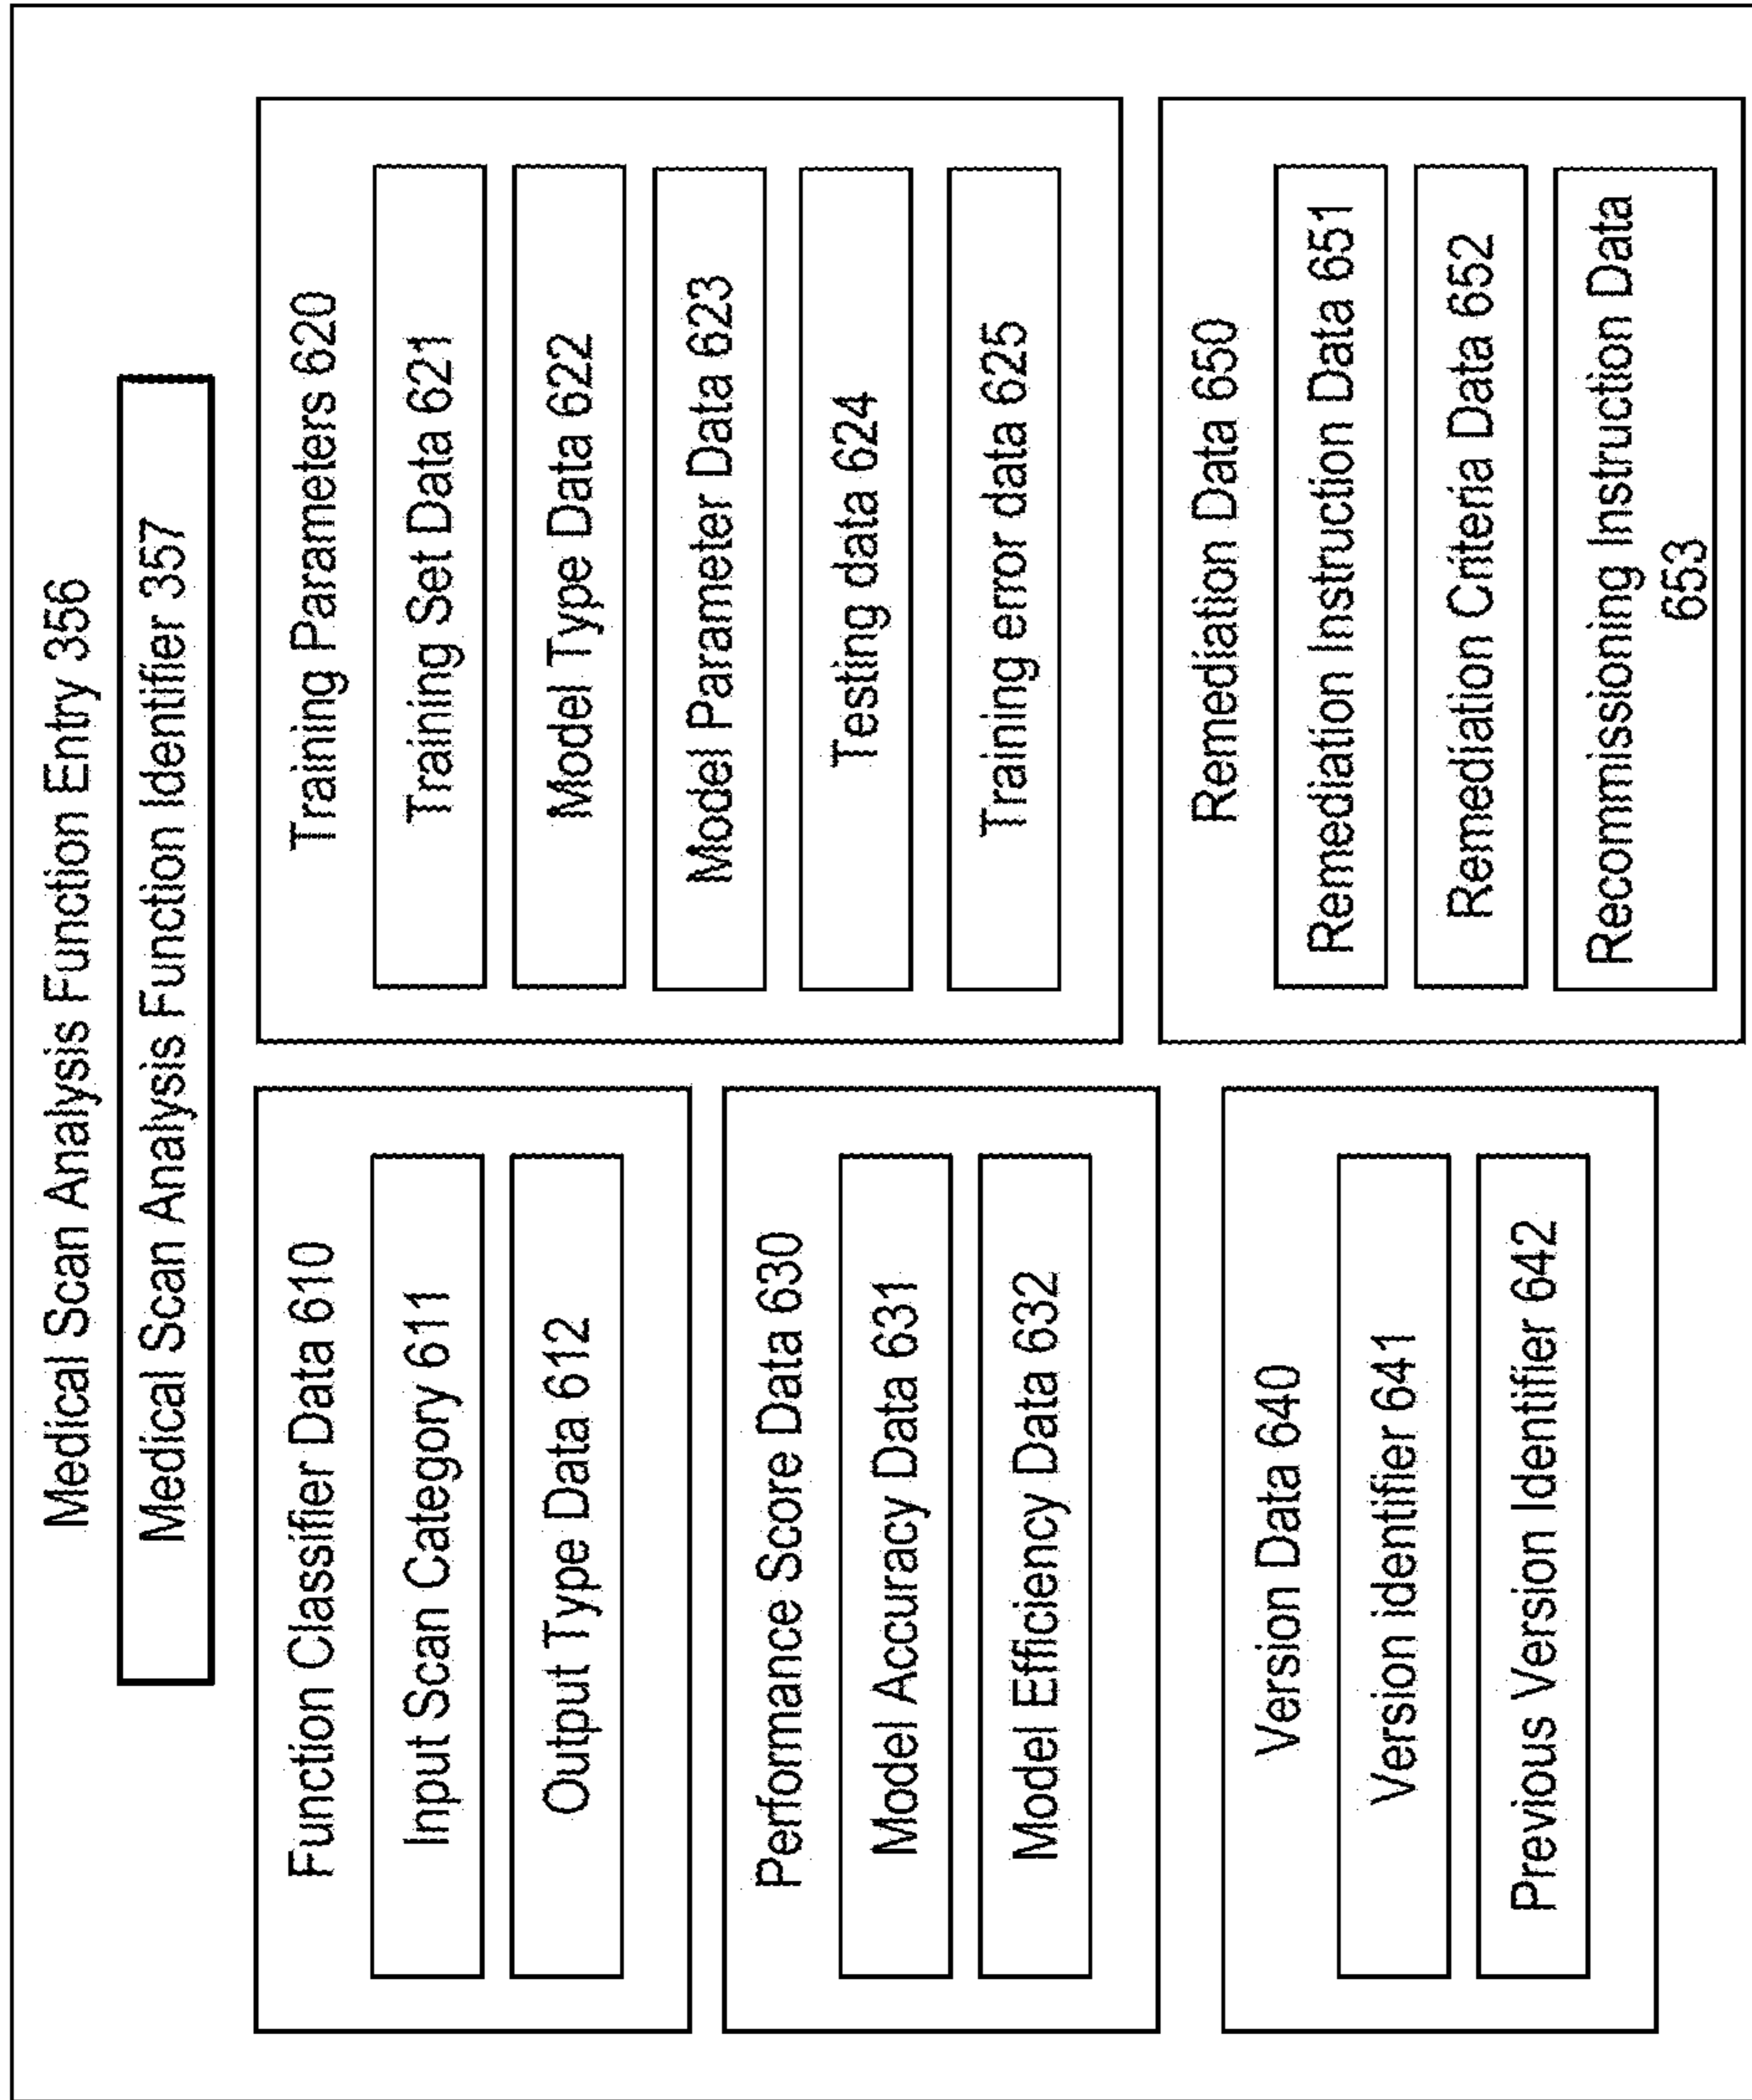 Medical Scan Analysis Function Entry 356
Medical Scan Analysis Function Identifier 357
Function Classifier Data 610
Input Scan Category 611
Output Type Data 612
Performance Score Data 630
Model Accuracy Data 631
Model Efficiency Data 632
Version Data 640
Version identifier 641
Previous Version Identifier 642
Training Parameters 620
Training Set Data 621
Model Type Data 622
Model Parameter Data 623
Testing data 624
Training error data 625
Remediation Data 650
Remediation Instruction Data 651
Remediation Criteria Data 652
Recomissioning Instruction Data
653